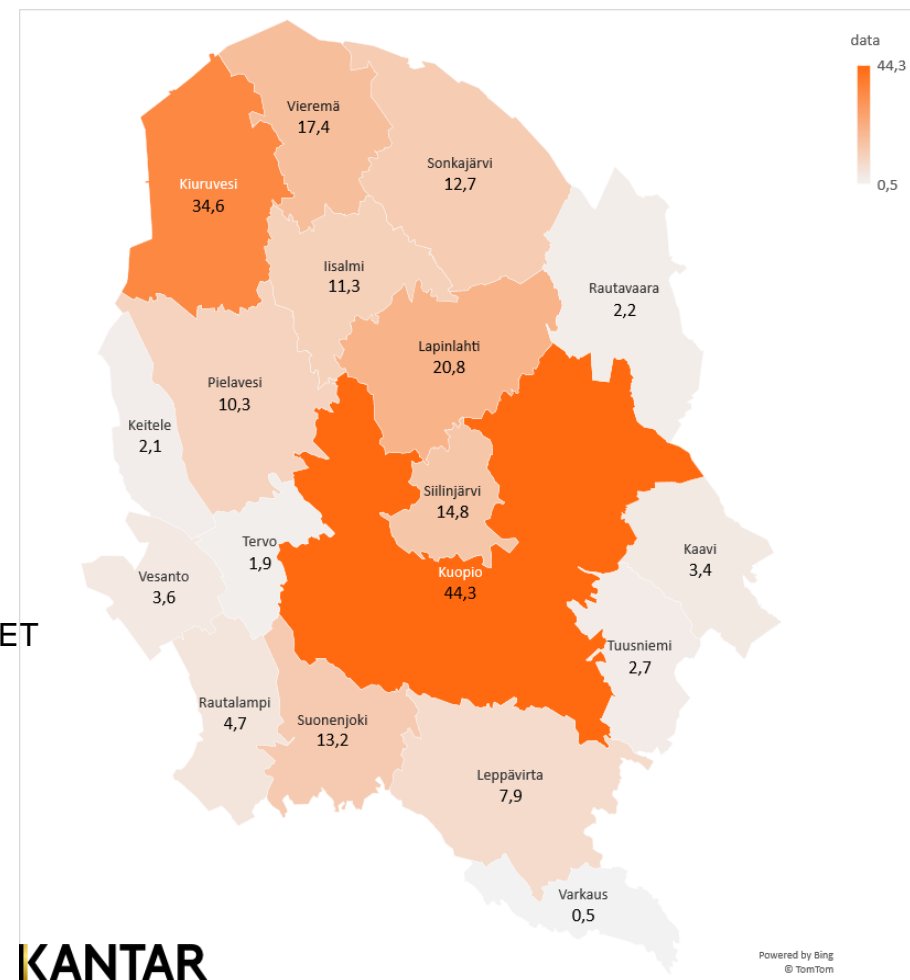 data
44,3
0,5
Vieremä
17,4
Sonkajärvi
12,7
Kiuruvesi
34,6
Iisalmi
11,3
Rautavaara
2,2
Lapinlahti
20,8
Pielavesi
10,3
Keitele
2,1
Siilinjärvi
14,8
Tervo
1,9
Kaavi
3,4
Vesanto
3,6
Kuopio
44,3
ET
Tuusniemi
2,7
Rautalampi
4,7
Suonenjoki
13,2
Leppävirta
7,9
Varkaus
0,5
KANTAR
Powered by Bing
© TomTom